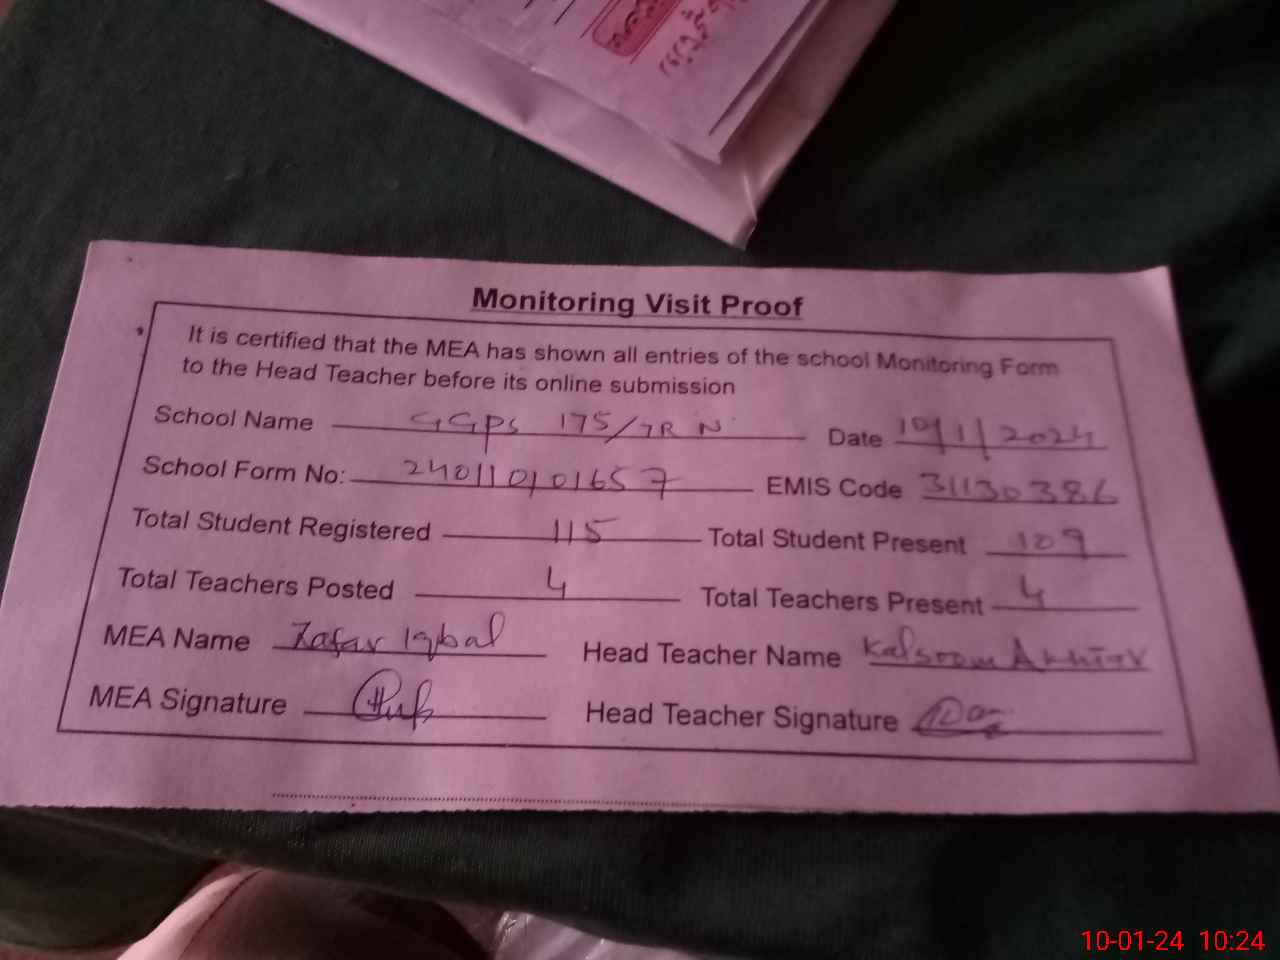 Monitoring Visit Proof
It is certified that the MEA has shown all entries of the school Monitoring Form
to the Head Teacher before its online submission
School Name GGPS 175/7R N Date 10/1/2024
School Form No: 240110101657 EMIS Code 31130386
Total Student Registered 115 Total Student Present 109
Total Teachers Posted 4 Total Teachers Present 4
MEA Name Zafar Iqbal Head Teacher Name Kalsoom Akhtar
MEA Signature Head Teacher Signature
10-01-24 10:24